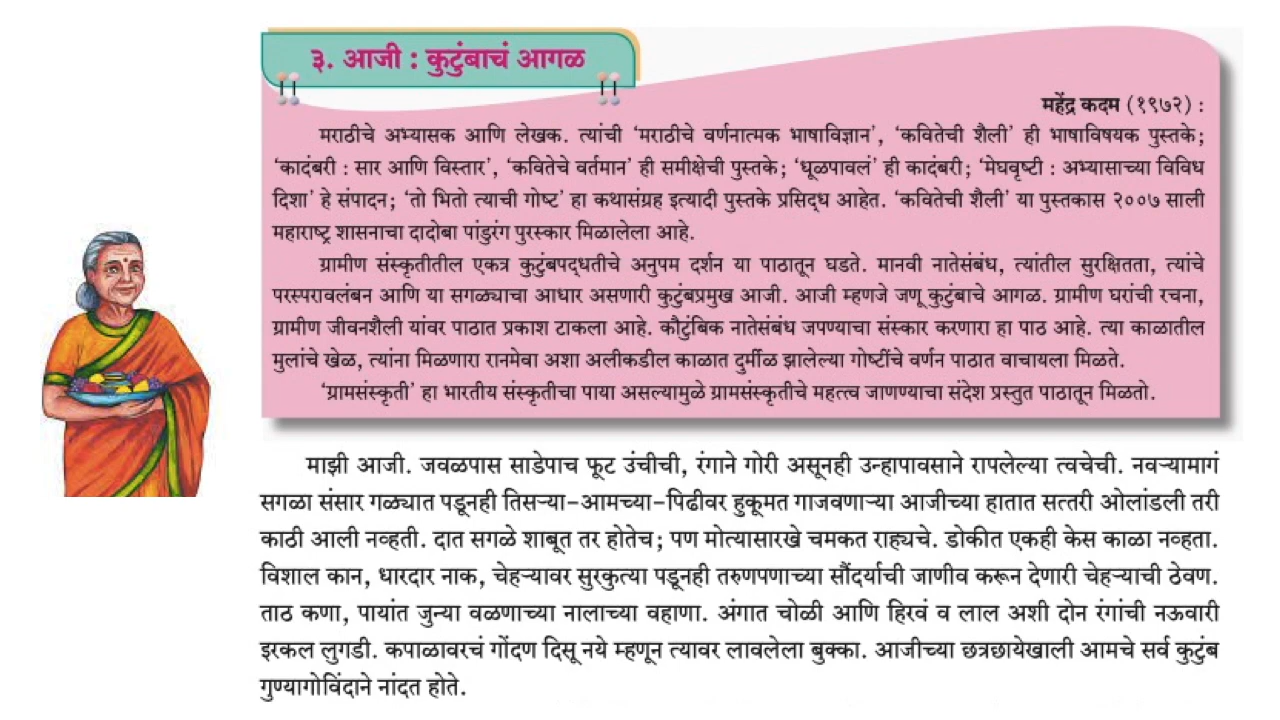 ३. आजी : कुटुंबाचं आगळ
महेंद्र कदम (१९७२) :
मराठीचे अभ्यासक आणि लेखक. त्यांची ‘मराठीचे वर्णनात्मक भाषाविज्ञान’, ‘कवितेची शैली’ ही भाषाविषयक पुस्तके;
‘कादंबरी : सार आणि विस्तार’, ‘कवितेचे वर्तमान’ ही समीक्षेची पुस्तके; ‘धूळपावलं’ ही कादंबरी; ‘मेघवृष्टी : अभ्यासाच्या विविध
दिशा’ हे संपादन; ‘तो भितो त्याची गोष्ट’ हा कथासंग्रह इत्यादी पुस्तके प्रसिद्ध आहेत. ‘कवितेची शैली’ या पुस्तकास २००७ साली
महाराष्ट्र शासनाचा दादोबा पांडुरंग पुरस्कार मिळालेला आहे.
ग्रामीण संस्कृतीतील एकत्र कुटुंबपद्धतीचे अनुपम दर्शन या पाठातून घडते. मानवी नातेसंबंध, त्यांतील सुरक्षितता, त्यांचे
परस्परावलंबन आणि या सगळ्याचा आधार असणारी कुटुंबप्रमुख आजी. आजी म्हणजे जणू कुटुंबाचे आगळ. ग्रामीण घरांची रचना,
ग्रामीण जीवनशैली यांवर पाठात प्रकाश टाकला आहे. कौटुंबिक नातेसंबंध जपण्याचा संस्कार करणारा हा पाठ आहे. त्या काळातील
मुलांचे खेळ, त्यांना मिळणारा रानमेवा अशा अलीकडील काळात दुर्मीळ झालेल्या गोष्टींचे वर्णन पाठात वाचायला मिळते.
‘ग्रामसंस्कृती’ हा भारतीय संस्कृतीचा पाया असल्यामुळे ग्रामसंस्कृतीचे महत्त्व जाणण्याचा संदेश प्रस्तुत पाठातून मिळतो.
माझी आजी. जवळपास साडेपाच फूट उंचीची, रंगाने गोरी असूनही उन्हापावसाने रापलेल्या त्वचेची. नवऱ्यामागं
सगळा संसार गळ्यात पडूनही तिसऱ्या-आमच्या-पिढीवर हुकूमत गाजवणाऱ्या आजीच्या हातात सत्तरी ओलांडली तरी
काठी आली नव्हती. दात सगळे शाबूत तर होतेच; पण मोत्यासारखे चमकत राह्यचे. डोकीत एकही केस काळा नव्हता.
विशाल कान, धारदार नाक, चेहऱ्यावर सुरकुत्या पडूनही तरुणपणाच्या सौंदर्याची जाणीव करून देणारी चेहऱ्याची ठेवण.
ताठ कणा, पायांत जुन्या वळणाच्या नालाच्या वहाणा. अंगात चोळी आणि हिरवं व लाल अशी दोन रंगांची नऊवारी
इरकल लुगडी. कपाळावरचं गोंदण दिसू नये म्हणून त्यावर लावलेला बुक्का. आजीच्या छत्रछायेखाली आमचे सर्व कुटुंब
गुण्यागोविंदाने नांदत होते.